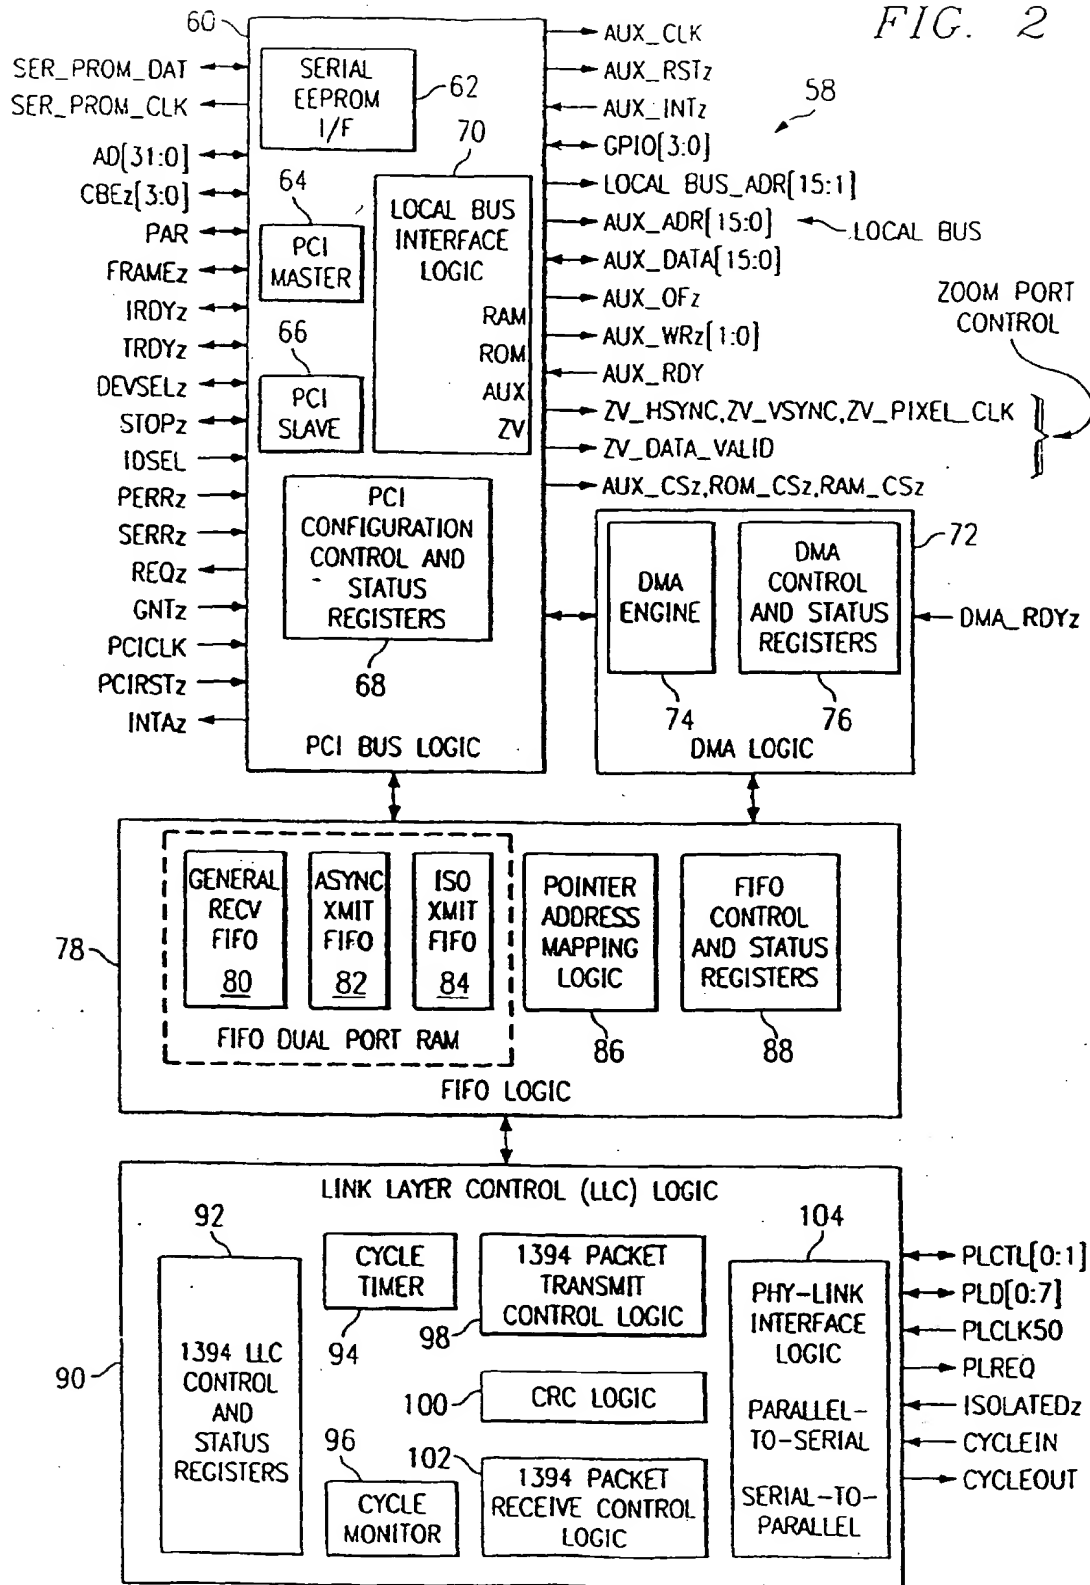 FIG. 2
58
60
SER_PROM_DAT
SER_PROM_CLK
AD[31:0]
CBEz[3:0]
PAR
FRAMEz
IRDYz
TRDYz
DEVSELz
STOPz
IDSEL
PERRz
SERRz
REQz
GNTz
PCICLK
PCIRSTz
INTAz
SERIAL
EEPROM
I/F
62
64
PCI
MASTER
66
PCI
SLAVE
70
LOCAL BUS
INTERFACE
LOGIC
RAM
ROM
AUX
ZV
PCI
CONFIGURATION
CONTROL AND
STATUS
REGISTERS
68
PCI BUS LOGIC
AUX_CLK
AUX_RSTz
AUX_INTz
GPIO[3:0]
LOCAL BUS_ADR[15:1]
AUX_ADR[15:0]
LOCAL BUS
AUX_DATA[15:0]
AUX_OFz
AUX_WRz[1:0]
AUX_RDY
ZV_HSYNC,ZV_VSYNC,ZV_PIXEL_CLK
ZV_DATA_VALID
AUX_CSz,ROM_CSz,RAM_CSz
ZOOM PORT
CONTROL
72
DMA
ENGINE
74
DMA
CONTROL
AND STATUS
REGISTERS
76
DMA LOGIC
DMA_RDYz
78
GENERAL
RECV
FIFO
80
ASYNC
XMIT
FIFO
82
ISO
XMIT
FIFO
84
FIFO DUAL PORT RAM
POINTER
ADDRESS
MAPPING
LOGIC
86
FIFO
CONTROL
AND STATUS
REGISTERS
88
FIFO LOGIC
LINK LAYER CONTROL (LLC) LOGIC
90
92
1394 LLC
CONTROL
AND
STATUS
REGISTERS
CYCLE
TIMER
94
96
CYCLE
MONITOR
1394 PACKET
TRANSMIT
CONTROL LOGIC
98
100
CRC LOGIC
102
1394 PACKET
RECEIVE CONTROL
LOGIC
104
PHY-LINK
INTERFACE
LOGIC
PARALLEL-
TO-SERIAL
SERIAL-TO-
PARALLEL
PLCTL[0:1]
PLD[0:7]
PLCLK50
PLREQ
ISOLATEDz
CYCLEIN
CYCLEOUT